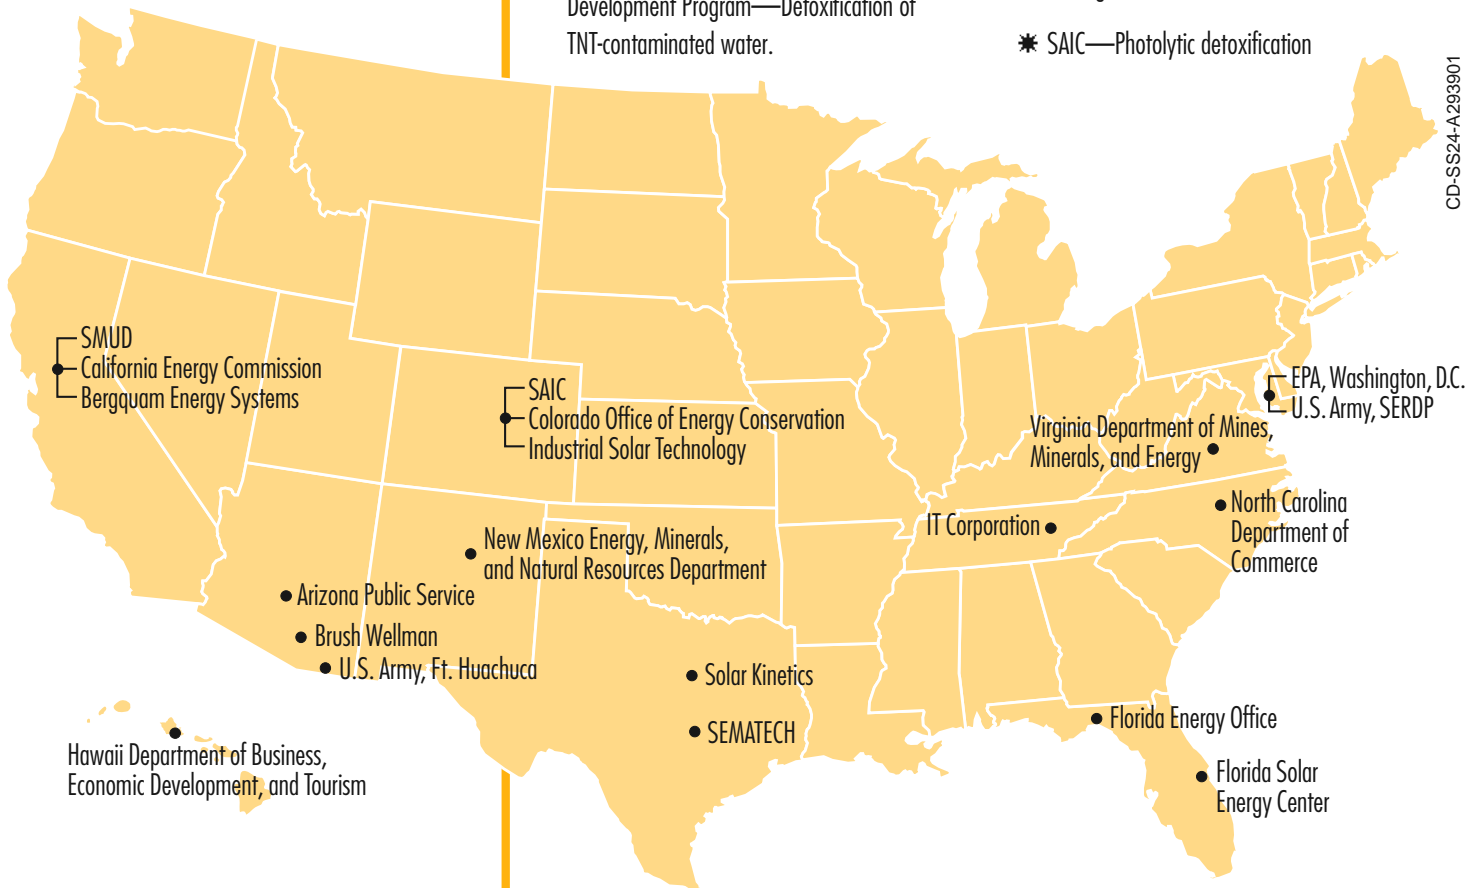 Development Program—Detoxification of
TNT-contaminated water.
SAIC—Photolytic detoxification
CD-SS24-A293901
SMUD
California Energy Commission
Bergquam Energy Systems
SAIC
Colorado Office of Energy Conservation
Industrial Solar Technology
EPA, Washington, D.C.
U.S. Army, SERDP
Virginia Department of Mines,
Minerals, and Energy
North Carolina
Department of
Commerce
IT Corporation
New Mexico Energy, Minerals,
and Natural Resources Department
Arizona Public Service
Brush Wellman
U.S. Army, Ft. Huachuca
Solar Kinetics
SEMATECH
Florida Energy Office
Florida Solar
Energy Center
Hawaii Department of Business,
Economic Development, and Tourism